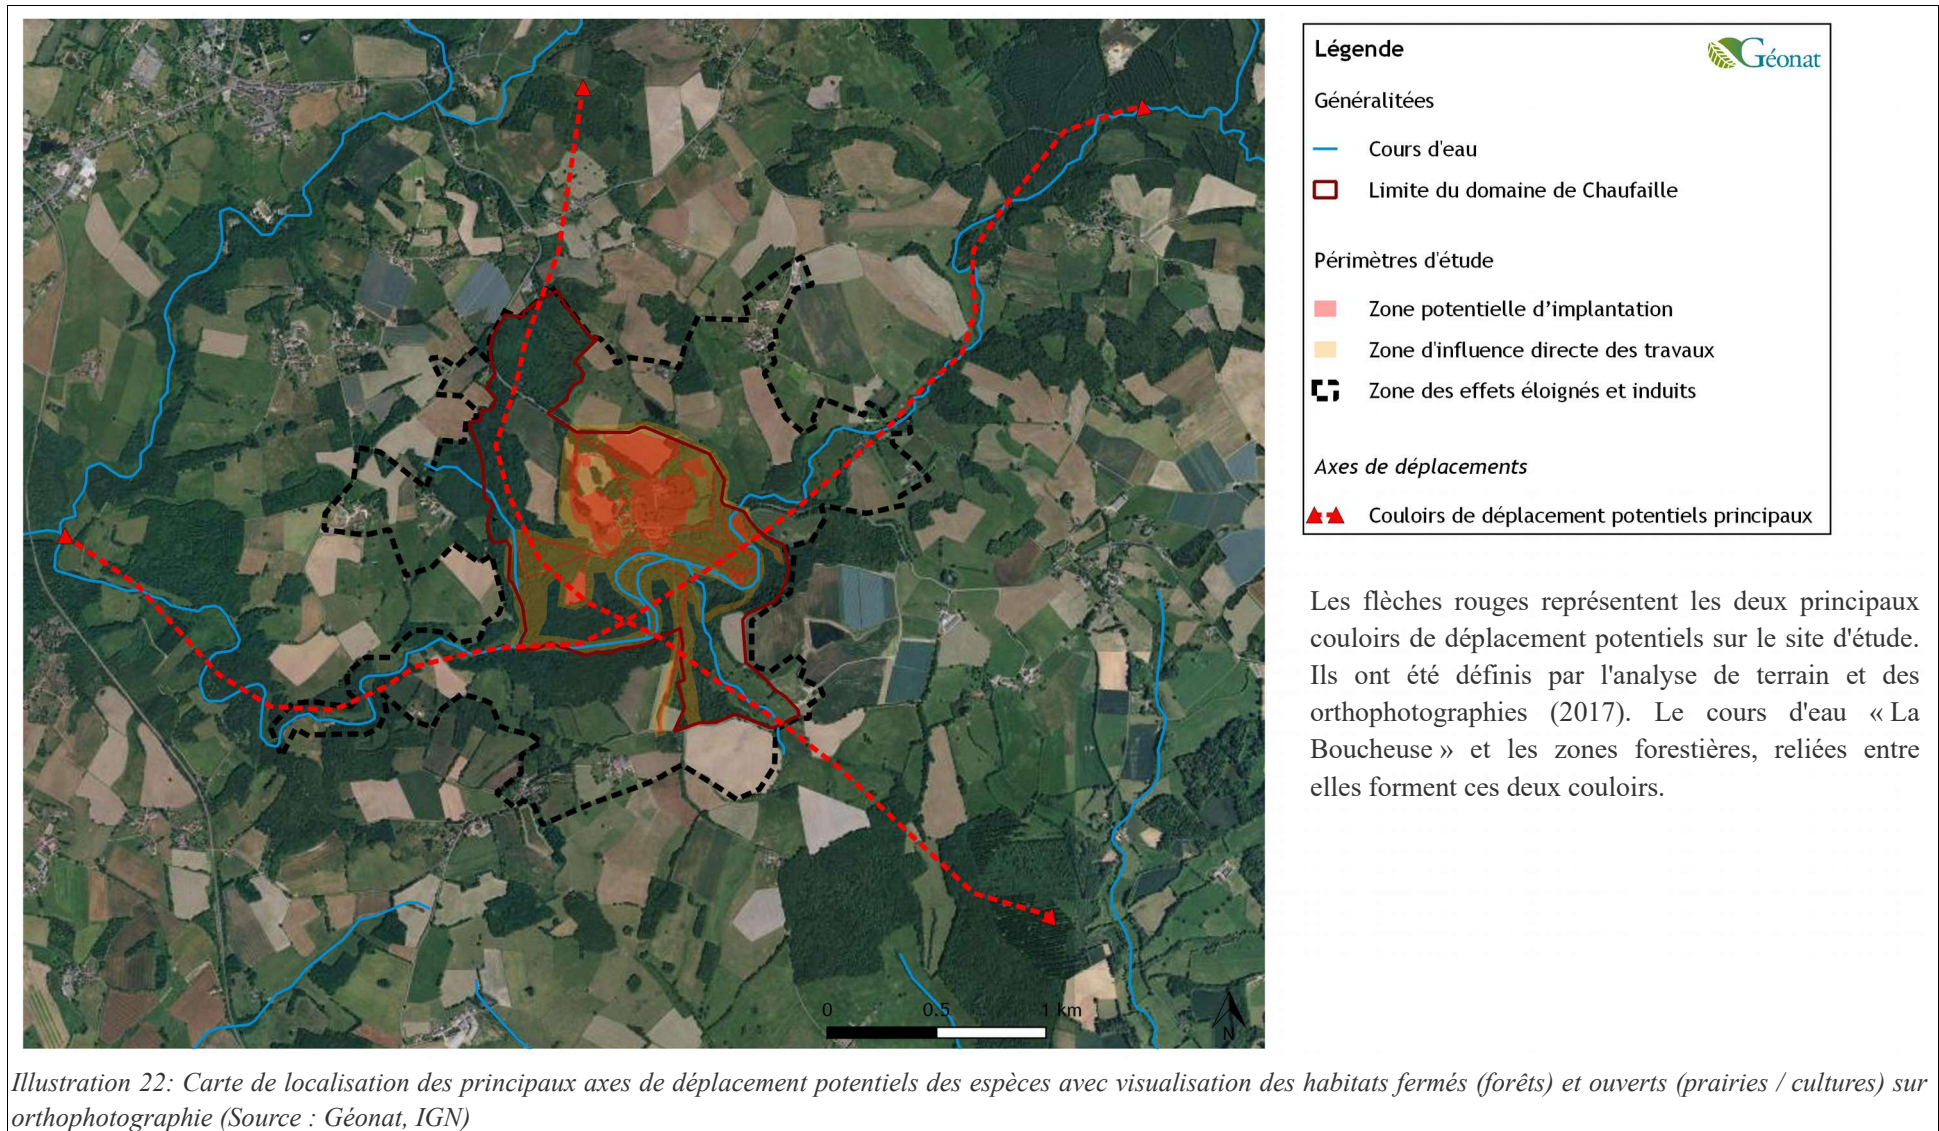 Légende
Géonat
Généralitées
Cours d'eau
Limite du domaine de Chaufaille
Périmètres d'étude
Zone potentielle d’implantation
Zone d'influence directe des travaux
Zone des effets éloignés et induits
Axes de déplacements
Couloirs de déplacement potentiels principaux
Les flèches rouges représentent les deux principaux
couloirs de déplacement potentiels sur le site d'étude.
Ils ont été définis par l'analyse de terrain et des
orthophotographies (2017). Le cours d'eau « La
Boucheuse » et les zones forestières, reliées entre
elles forment ces deux couloirs.
0 0.5 1 km
N
Illustration 22: Carte de localisation des principaux axes de déplacement potentiels des espèces avec visualisation des habitats fermés (forêts) et ouverts (prairies / cultures) sur
orthophotographie (Source : Géonat, IGN)